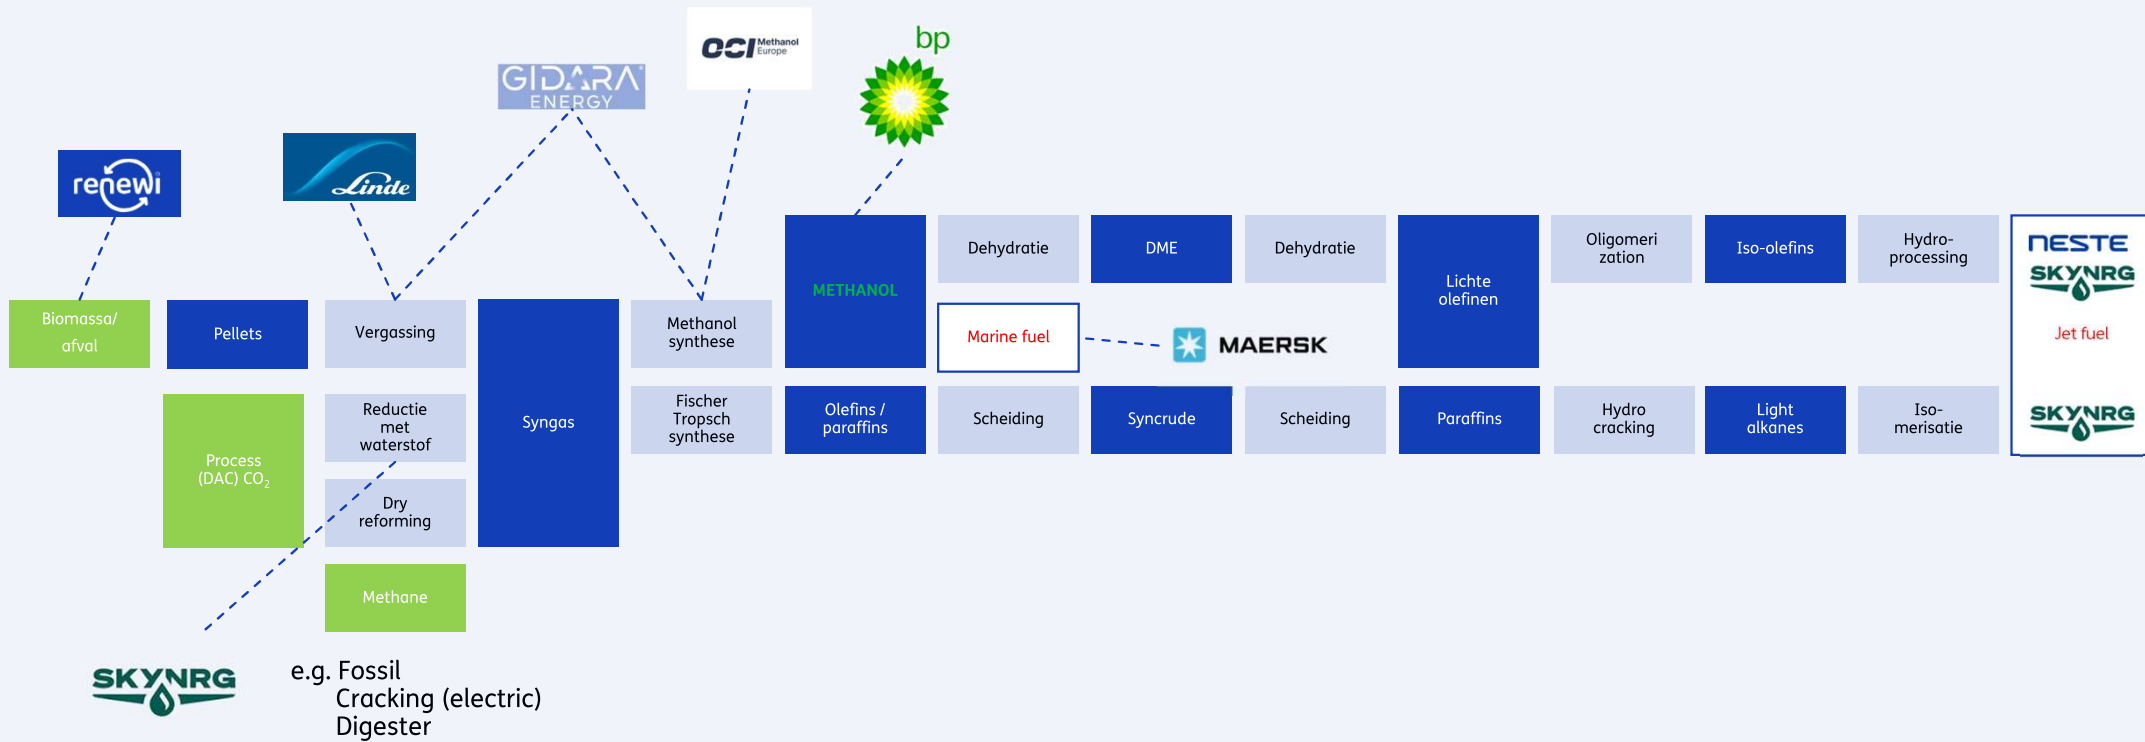 bp
OCI Methanol
Europe
GIDARA
ENERGY
renewi
Linde
Biomassa/
afval
Pellets
Vergassing
Process
(DAC) CO₂
Reductie
met
waterstof
Dry
reforming
Methane
Syngas
Methanol
synthese
Fischer
Tropsch
synthese
METHANOL
Olefins /
paraffins
Dehydratie
DME
Dehydratie
Marine fuel
MAERSK
Scheiding
Syncrude
Scheiding
Lichte
olefinen
Paraffins
Oligomeri
zation
Iso-olefins
Hydro-
processing
Hydro
cracking
Light
alkanes
Iso-
merisatie
NESTE
SKYNRG
Jet fuel
SKYNRG
SKYNRG
e.g. Fossil
Cracking (electric)
Digester